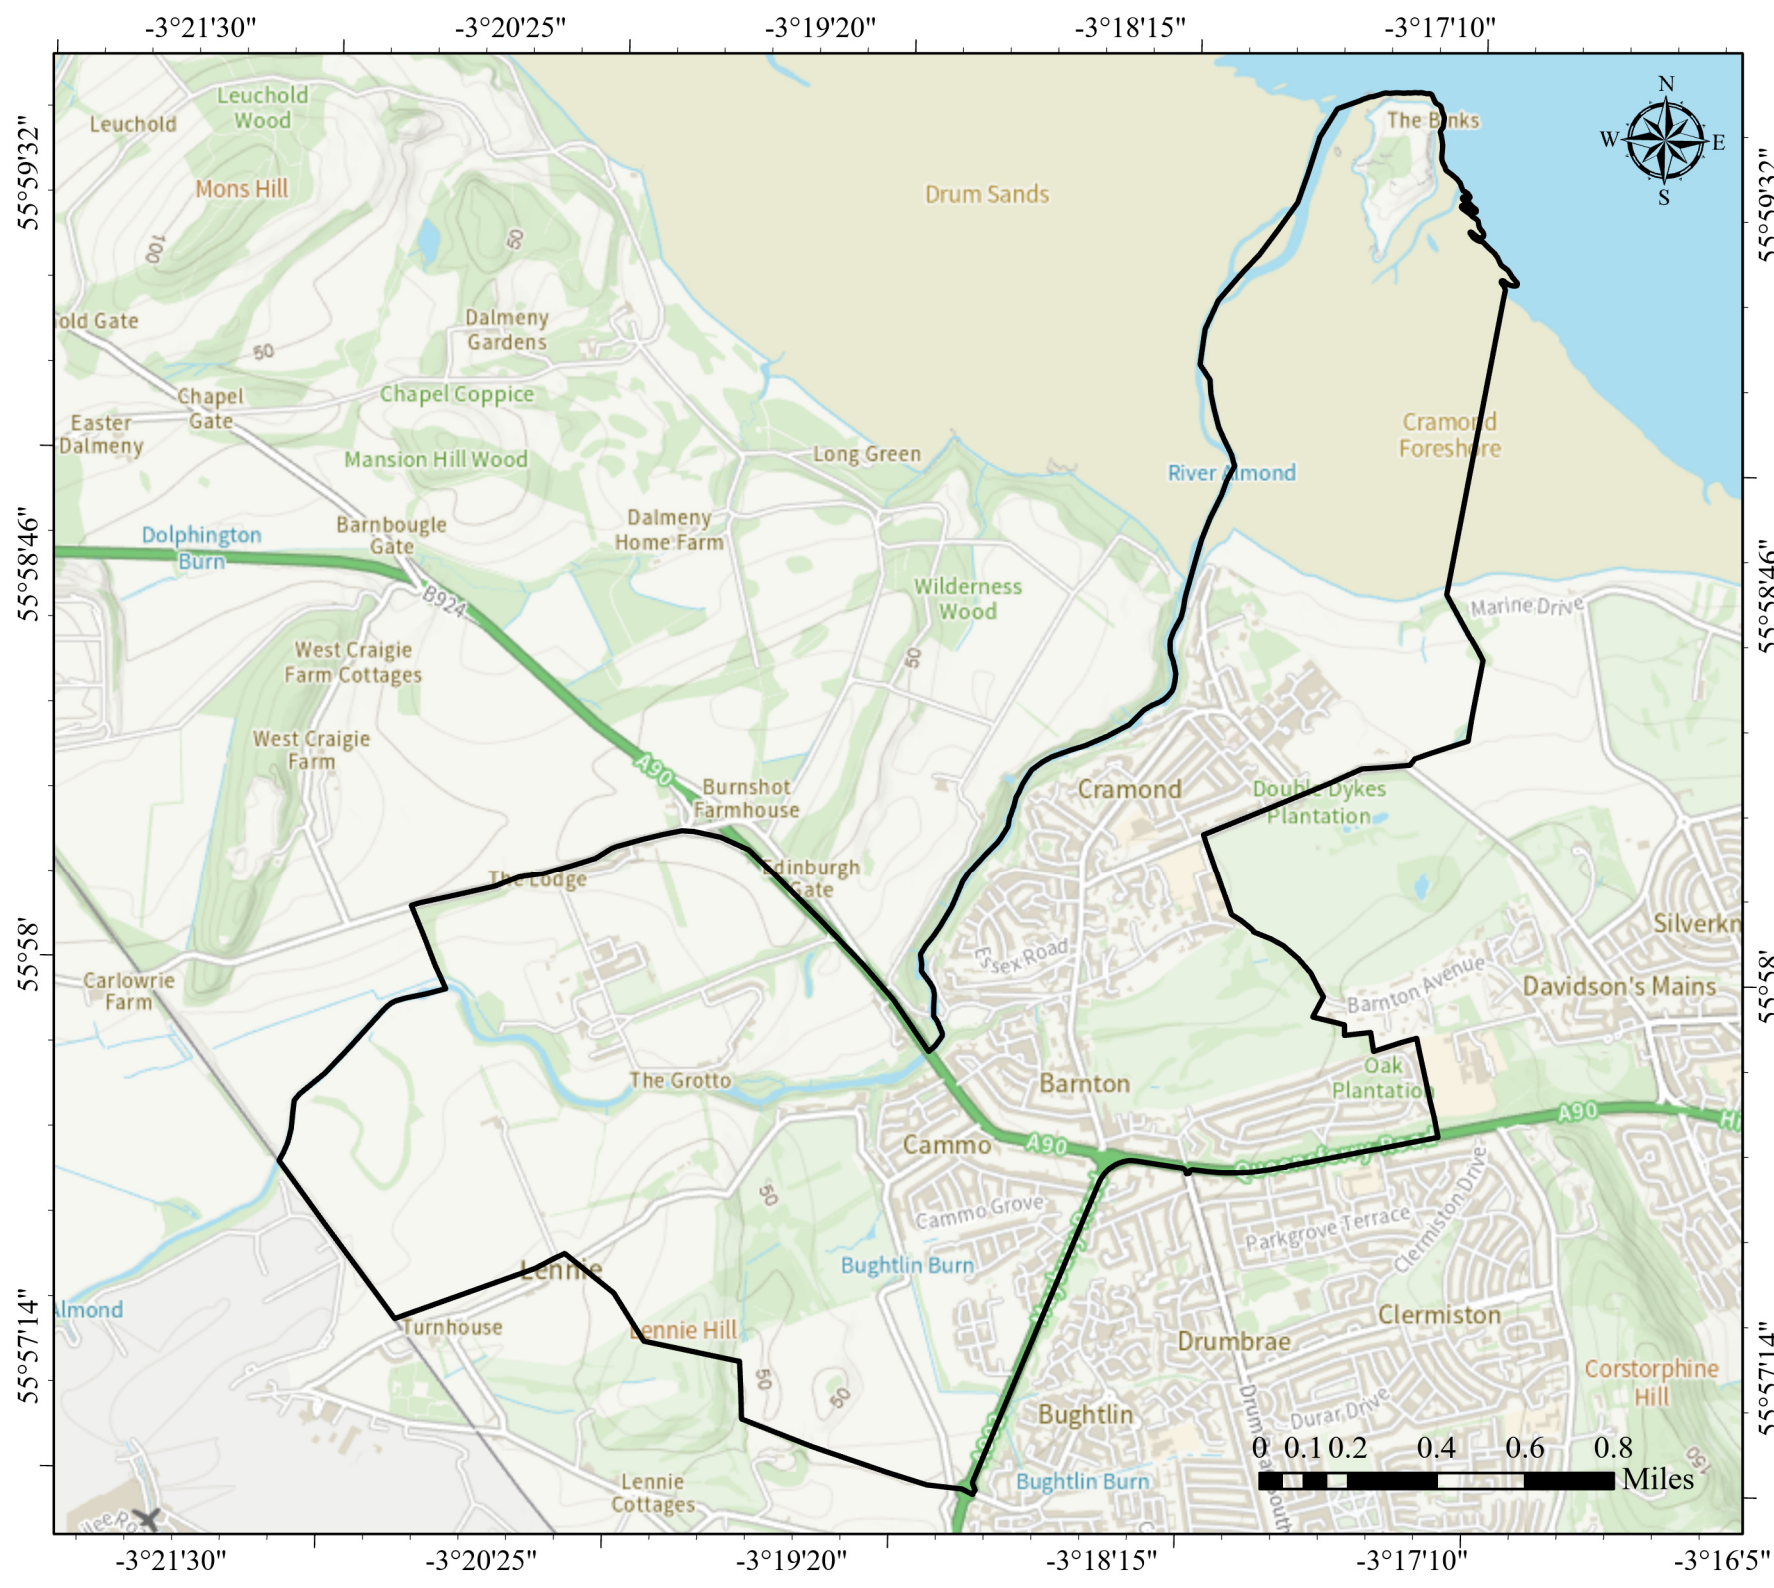 -3°21'30"
-3°20'25"
-3°19'20"
-3°18'15"
-3°17'10"
55°59'32"
55°58'46"
55°58'
55°57'14"
N
W
E
S
Leuchold
Wood
Leuchold
The Binks
Mons Hill
Drum Sands
100
50
old Gate
Dalmeny
Gardens
50
Chapel
Gate
Chapel Coppice
Easter
Dalmeny
Cramond
Foreshore
Mansion Hill Wood
Long Green
River Almond
Dolphington
Burn
Barnbougle
Gate
Dalmeny
Home Farm
B924
Wilderness
Wood
Marine Drive
West Craigie
Farm Cottages
50
West Craigie
Farm
A90
Burnshot
Farmhouse
Cramond
Double Dykes
Plantation
The Lodge
Edinburgh
Gate
Silverkn
Essex Road
Carlowrie
Farm
Barnton Avenue
Davidson's Mains
The Grotto
Barnton
Oak
Plantation
A90
Cammo
A90
Queensferry Road
50
Cammo Grove
Parkgrove Terrace
Clermiston Drive
Bughtlin Burn
Lennie
Almond
Turnhouse
Lennie Hill
Drumbrae
Clermiston
50
50
Corstorphine
Hill
Bughtlin
Durar Drive
Lennie
Cottages
Bughtlin Burn
150
0 0.1 0.2 0.4 0.6 0.8
Miles
55°59'32"
55°58'46"
55°58'
55°57'14"
-3°21'30"
-3°20'25"
-3°19'20"
-3°18'15"
-3°17'10"
-3°16'5"